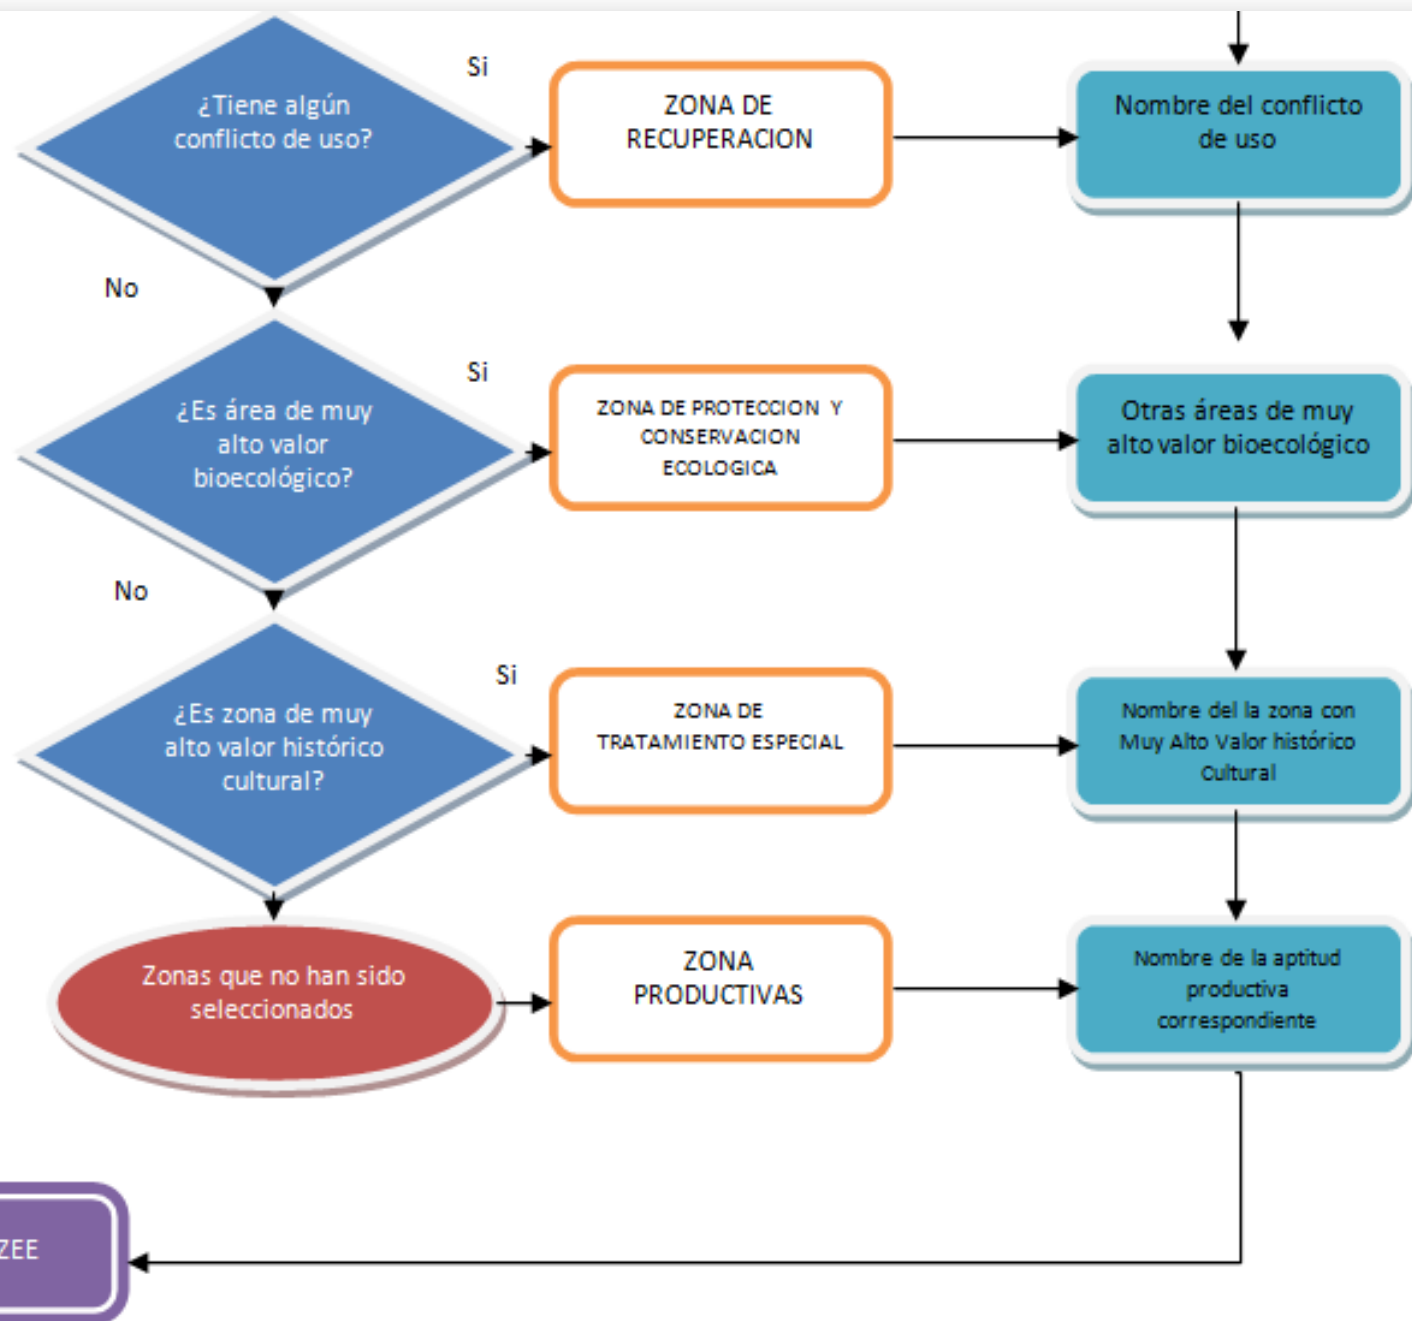 Si
¿Tiene algún
conflicto de uso?
ZONA DE
RECUPERACION
Nombre del conflicto
de uso
No
Si
¿Es área de muy
alto valor
bioecológico?
ZONA DE PROTECCION Y
CONSERVACION
ECOLOGICA
Otras áreas de muy
alto valor bioecológico
No
Si
¿Es zona de muy
alto valor histórico
cultural?
ZONA DE
TRATAMIENTO ESPECIAL
Nombre del la zona con
Muy Alto Valor histórico
Cultural
Zonas que no han sido
seleccionados
ZONA
PRODUCTIVAS
Nombre de la aptitud
productiva
correspondiente
ZEE